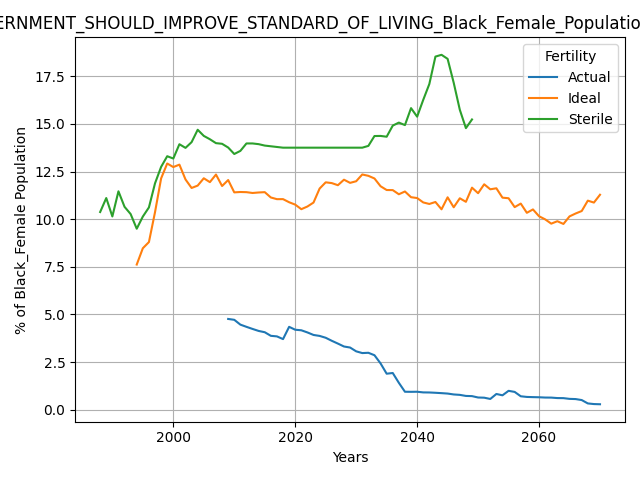 ERNMENT_SHOULD_IMPROVE_STANDARD_OF_LIVING_Black_Female_Populatio
Fertility
Actual
Ideal
Sterile
17.5
15.0
12.5
10.0
7.5
5.0
2.5
0.0
% of Black_Female Population
2000
2020
2040
2060
Years